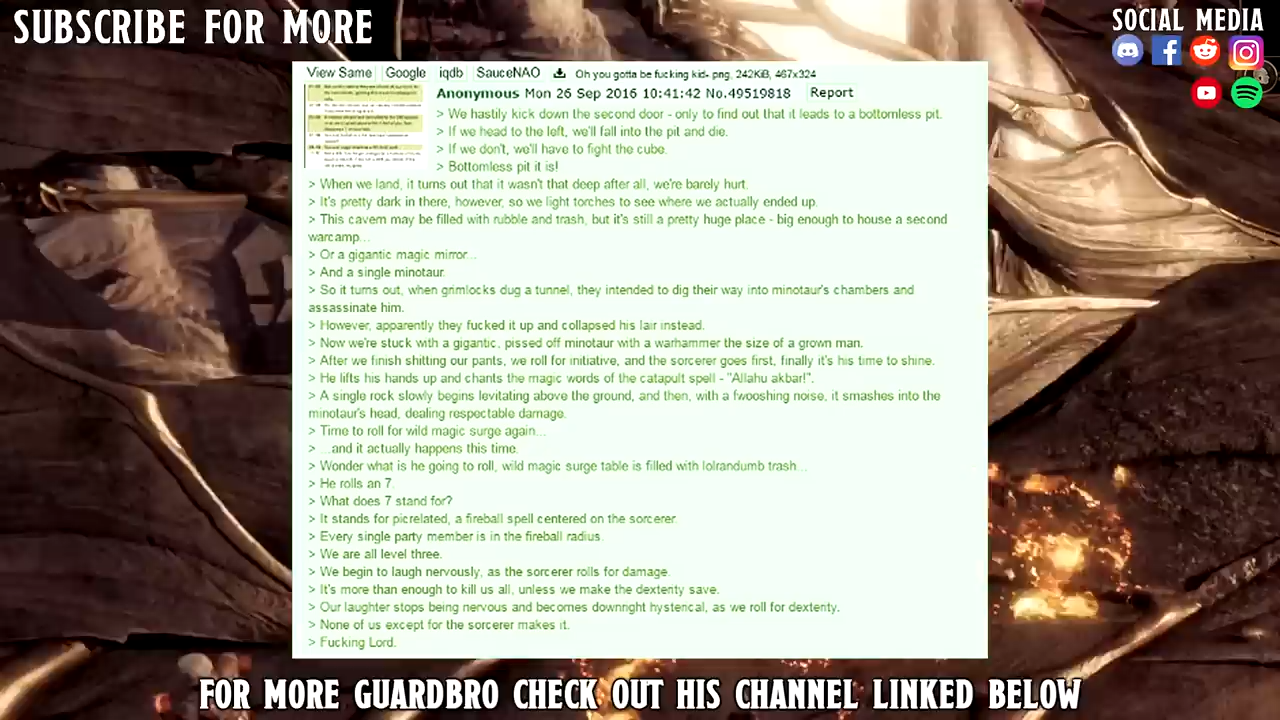 SUBSCRIBE FOR MORE
SOCIAL MEDIA
View Same Google iqdb SauceNAO Oh you gotta be fucking kid- png, 242KiB, 467x324
Anonymous Mon 26 Sep 2016 10:41:42 No.49519818 Report
> We hastily kick down the second door - only to find out that it leads to a bottomless pit.
> If we head to the left, we'll fall into the pit and die.
> If we don't, we'll have to fight the cube.
> Bottomless pit it is!
> When we land, it turns out that it wasn't that deep after all, we're barely hurt.
> It's pretty dark in there, however, so we light torches to see where we actually ended up.
> This cavern may be filled with rubble and trash, but it's still a pretty huge place - big enough to house a second
warcamp...
> Or a gigantic magic mirror...
> And a single minotaur.
> So it turns out, when grimlocks dug a tunnel, they intended to dig their way into minotaur's chambers and
assassinate him.
> However, apparently they fucked it up and collapsed his lair instead.
> Now we're stuck with a gigantic, pissed off minotaur with a warhammer the size of a grown man.
> After we finish shitting our pants, we roll for initiative, and the sorcerer goes first, finally it's his time to shine.
> He lifts his hands up and chants the magic words of the catapult spell - "Allahu akbar!".
> A single rock slowly begins levitating above the ground, and then, with a fwooshing noise, it smashes into the
minotaur's head, dealing respectable damage.
> Time to roll for wild magic surge again...
> ...and it actually happens this time.
> Wonder what is he going to roll, wild magic surge table is filled with lolrandumb trash...
> He rolls an 7.
> What does 7 stand for?
> It stands for picrelated, a fireball spell centered on the sorcerer.
> Every single party member is in the fireball radius.
> We are all level three.
> We begin to laugh nervously, as the sorcerer rolls for damage.
> It's more than enough to kill us all, unless we make the dexterity save.
> Our laughter stops being nervous and becomes downright hysterical, as we roll for dexterity.
> None of us except for the sorcerer makes it.
> Fucking Lord.
FOR MORE GUARDBRO CHECK OUT HIS CHANNEL LINKED BELOW